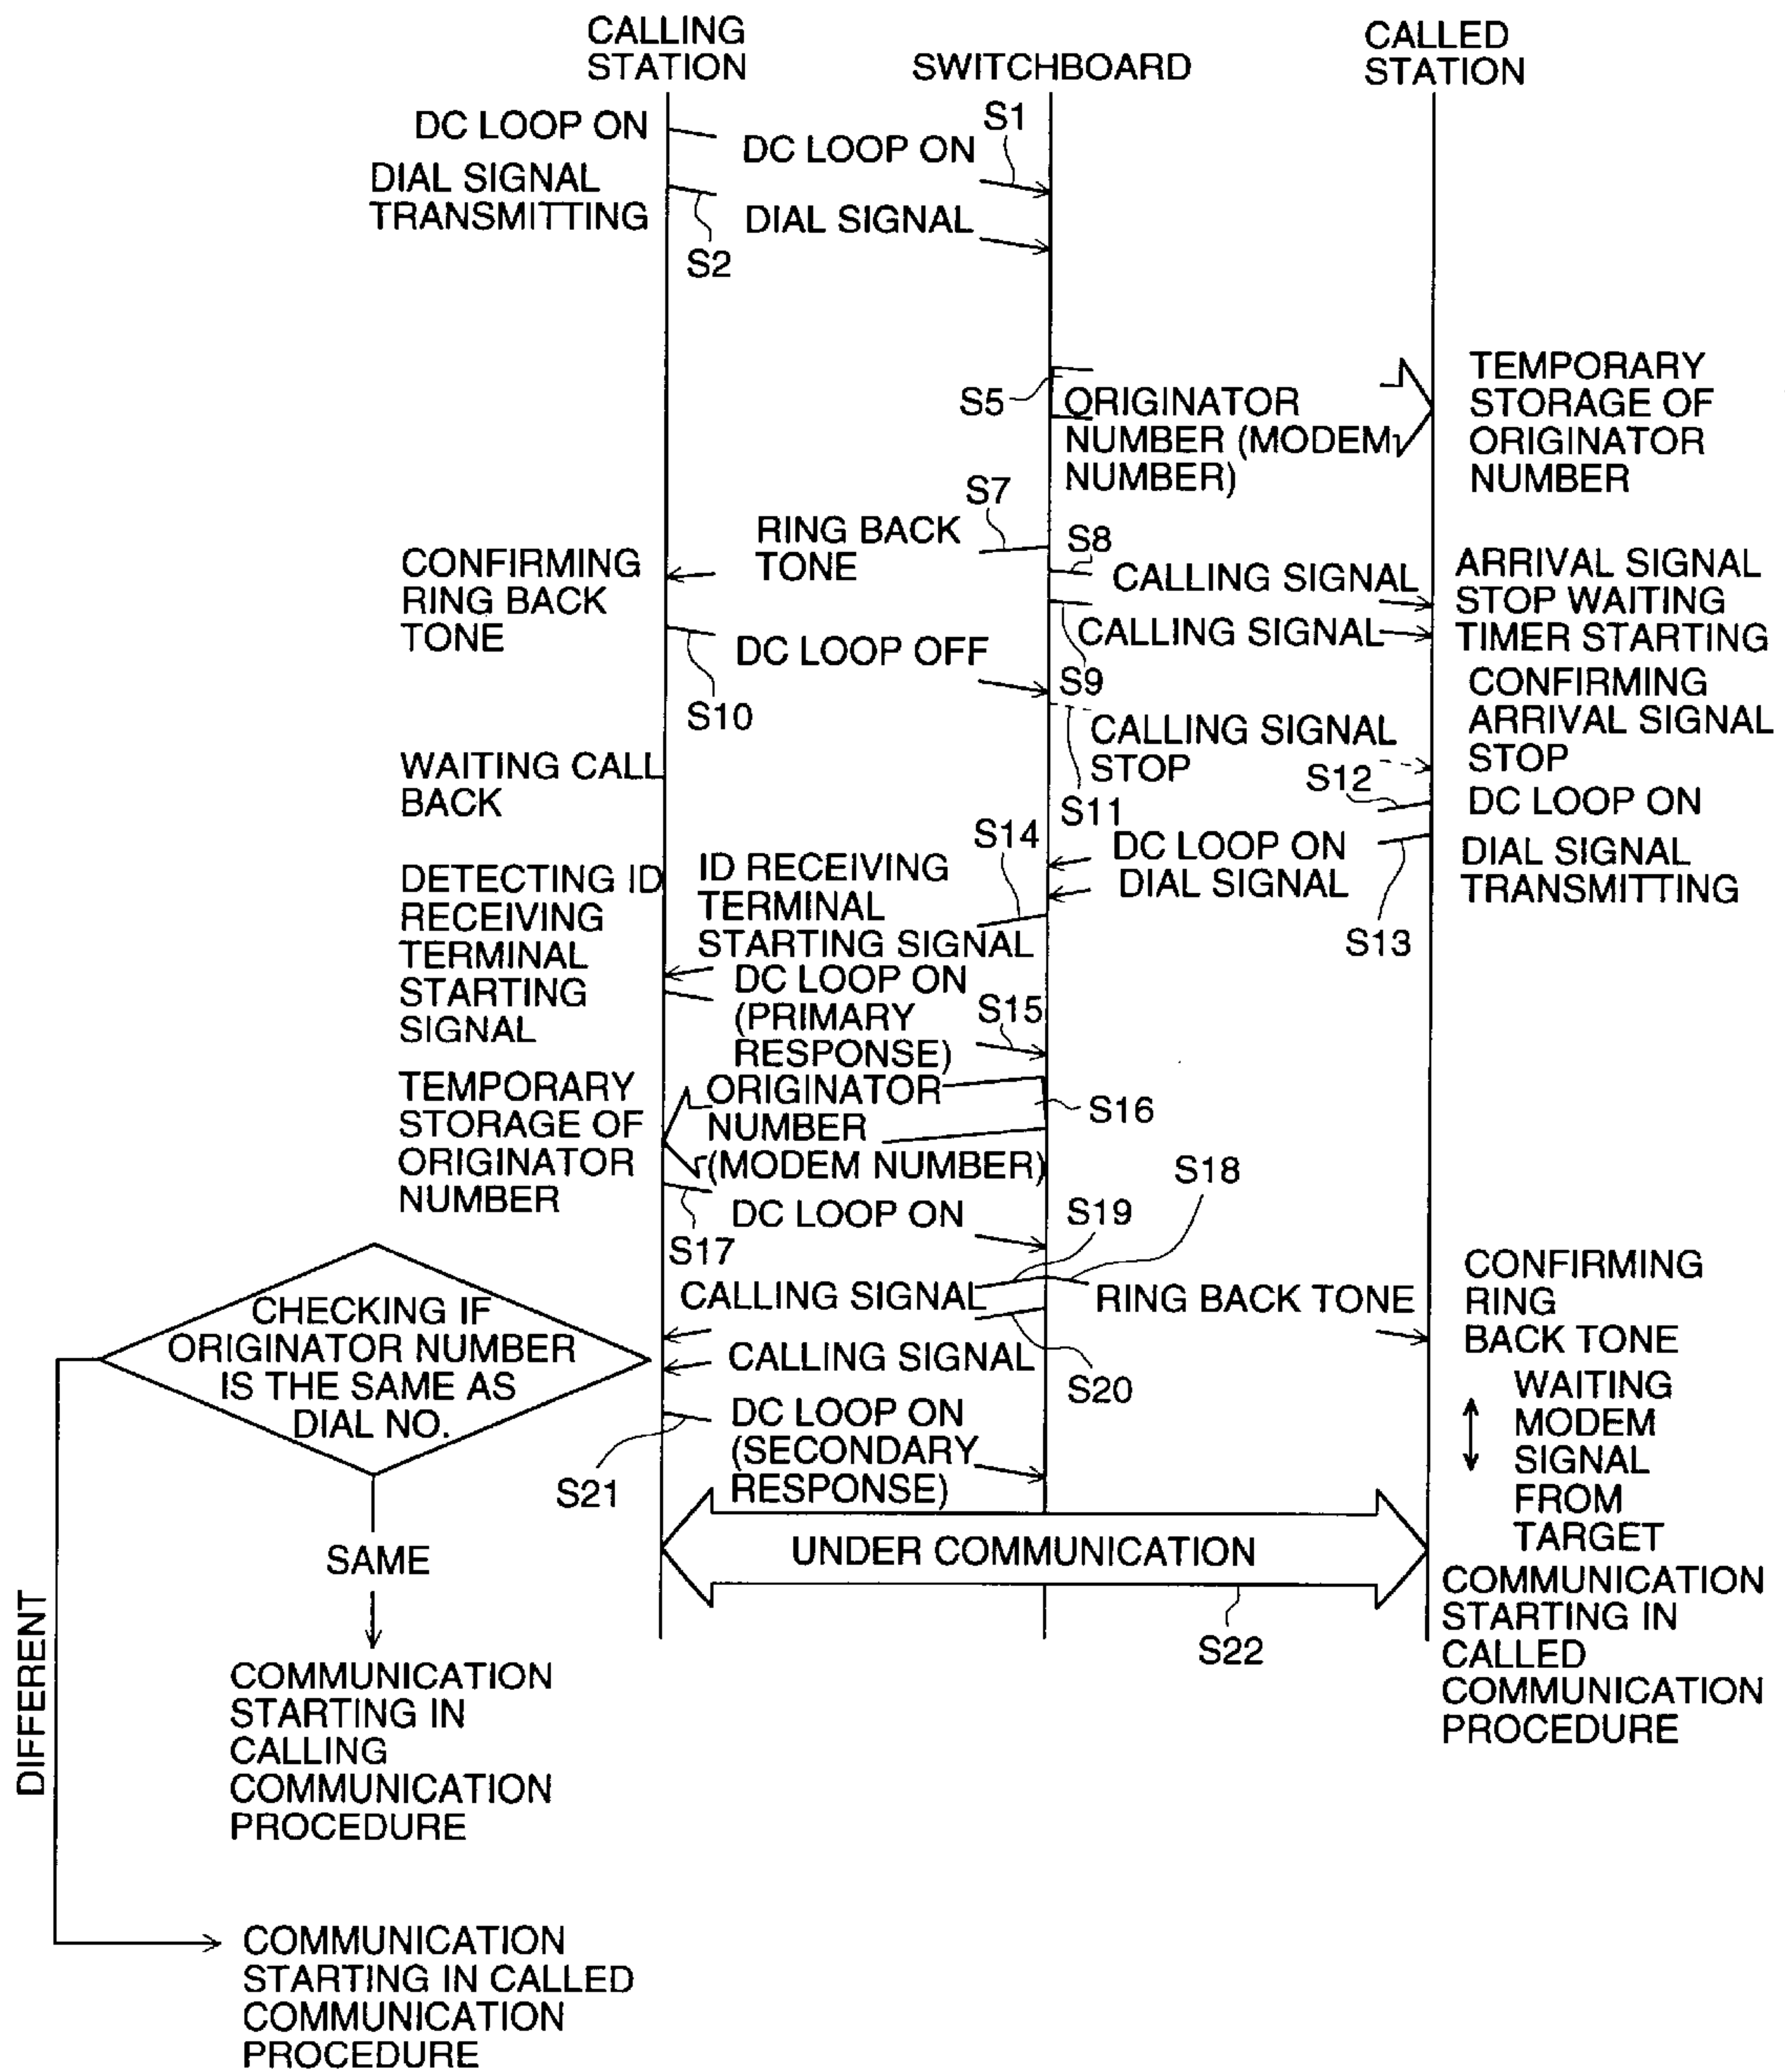 CALLING
STATION
SWITCHBOARD
CALLED
STATION
DC LOOP ON
DC LOOP ON
S1
DIAL SIGNAL
TRANSMITTING
S2
DIAL SIGNAL
S5
ORIGINATOR
NUMBER (MODEM
NUMBER)
TEMPORARY
STORAGE OF
ORIGINATOR
NUMBER
S7
RING BACK
TONE
CONFIRMING
RING BACK
TONE
S8
CALLING SIGNAL
ARRIVAL SIGNAL
STOP WAITING
TIMER STARTING
CALLING SIGNAL
S9
S10
DC LOOP OFF
CONFIRMING
ARRIVAL SIGNAL
STOP
CALLING SIGNAL
STOP
S11
WAITING CALL
BACK
S12
DC LOOP ON
DC LOOP ON
DIAL SIGNAL
S13
DIAL SIGNAL
TRANSMITTING
S14
ID RECEIVING
TERMINAL
STARTING SIGNAL
DETECTING ID
RECEIVING
TERMINAL
STARTING
SIGNAL
DC LOOP ON
(PRIMARY
RESPONSE)
S15
TEMPORARY
STORAGE OF
ORIGINATOR
NUMBER
ORIGINATOR
NUMBER
(MODEM NUMBER)
S16
S17
DC LOOP ON
S19
S18
CALLING SIGNAL
RING BACK TONE
CONFIRMING
RING
BACK TONE
CALLING SIGNAL
S20
CHECKING IF
ORIGINATOR NUMBER
IS THE SAME AS
DIAL NO.
S21
DC LOOP ON
(SECONDARY
RESPONSE)
WAITING
MODEM
SIGNAL
FROM
TARGET
UNDER COMMUNICATION
S22
COMMUNICATION
STARTING IN
CALLED
COMMUNICATION
PROCEDURE
SAME
DIFFERENT
COMMUNICATION
STARTING IN
CALLING
COMMUNICATION
PROCEDURE
COMMUNICATION
STARTING IN CALLED
COMMUNICATION
PROCEDURE